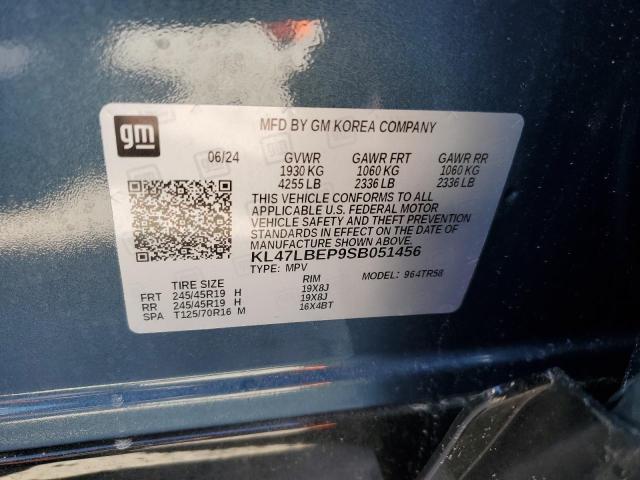 gm
MFD BY GM KOREA COMPANY
06/24 GVWR GAWR FRT GAWR RR
1930 KG 1060 KG 1060 KG
4255 LB 2336 LB 2336 LB
THIS VEHICLE CONFORMS TO ALL
APPLICABLE U.S. FEDERAL MOTOR
VEHICLE SAFETY AND THEFT PREVENTION
STANDARDS IN EFFECT ON THE DATE OF
MANUFACTURE SHOWN ABOVE.
KL47LBEP9SB051456
TYPE: MPV MODEL: 964TR58
TIRE SIZE RIM
FRT 245/45R19 H 19X8J
RR 245/45R19 H 19X8J
SPA T125/70R16 M 16X4BT